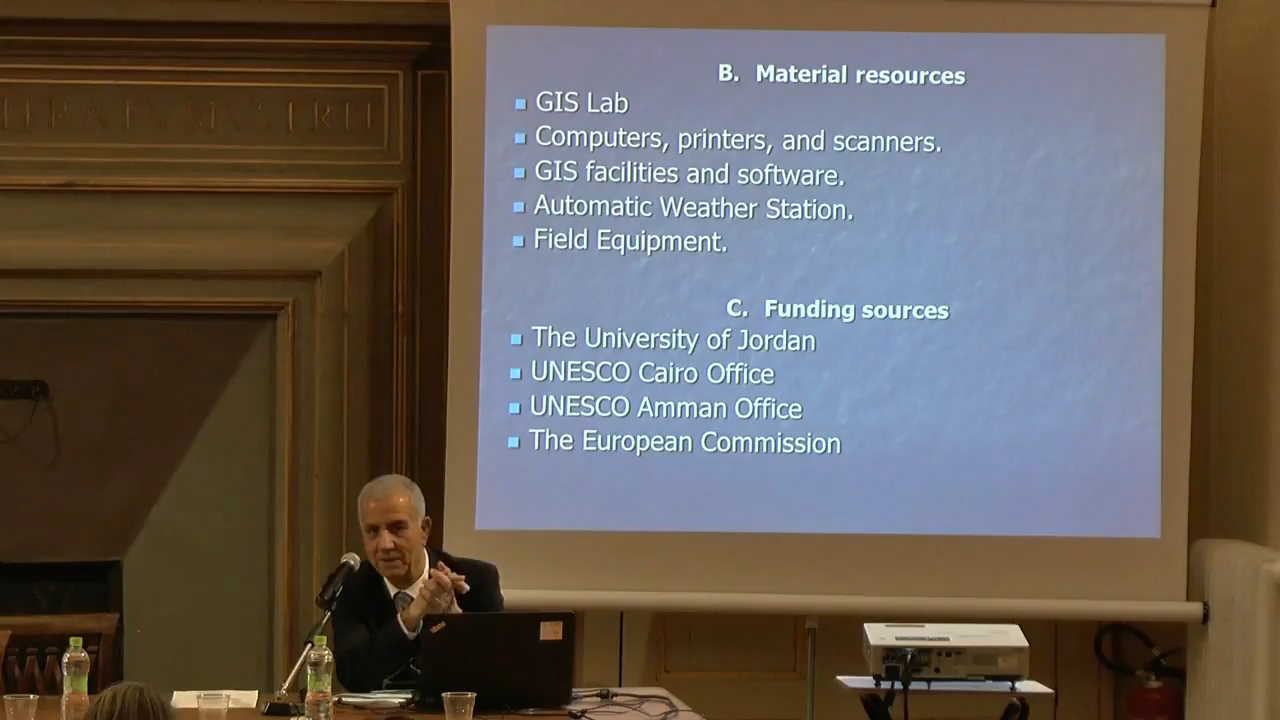 B. Material resources
GIS Lab
Computers, printers, and scanners.
GIS facilities and software.
Automatic Weather Station.
Field Equipment.
C. Funding sources
The University of Jordan
UNESCO Cairo Office
UNESCO Amman Office
The European Commission